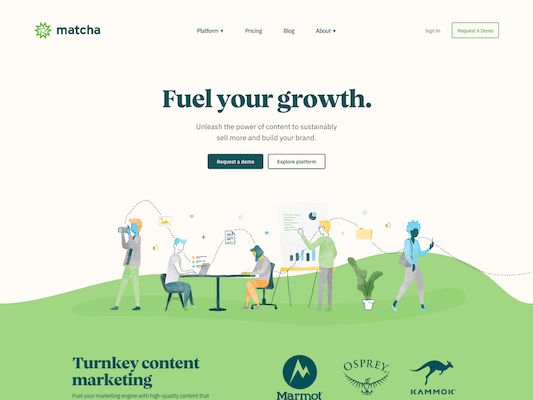 matcha
Platform
Pricing
Blog
About
Sign In
Request A Demo
Fuel your growth.
Unleash the power of content to sustainably
sell more and build your brand.
Request a demo
Explore platform
Turnkey content
marketing
Fuel your marketing engine with high-quality content that
Marmot
OSPREY
KAMMOK